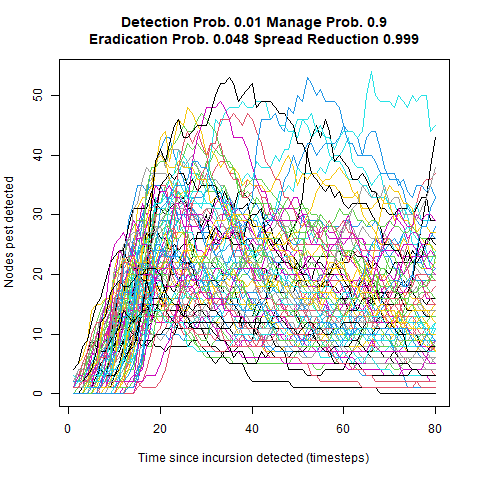 Detection Prob. 0.01 Manage Prob. 0.9
Eradication Prob. 0.048 Spread Reduction 0.999
Nodes pest detected
50
40
30
20
10
0
0 20 40 60 80
Time since incursion detected (timesteps)